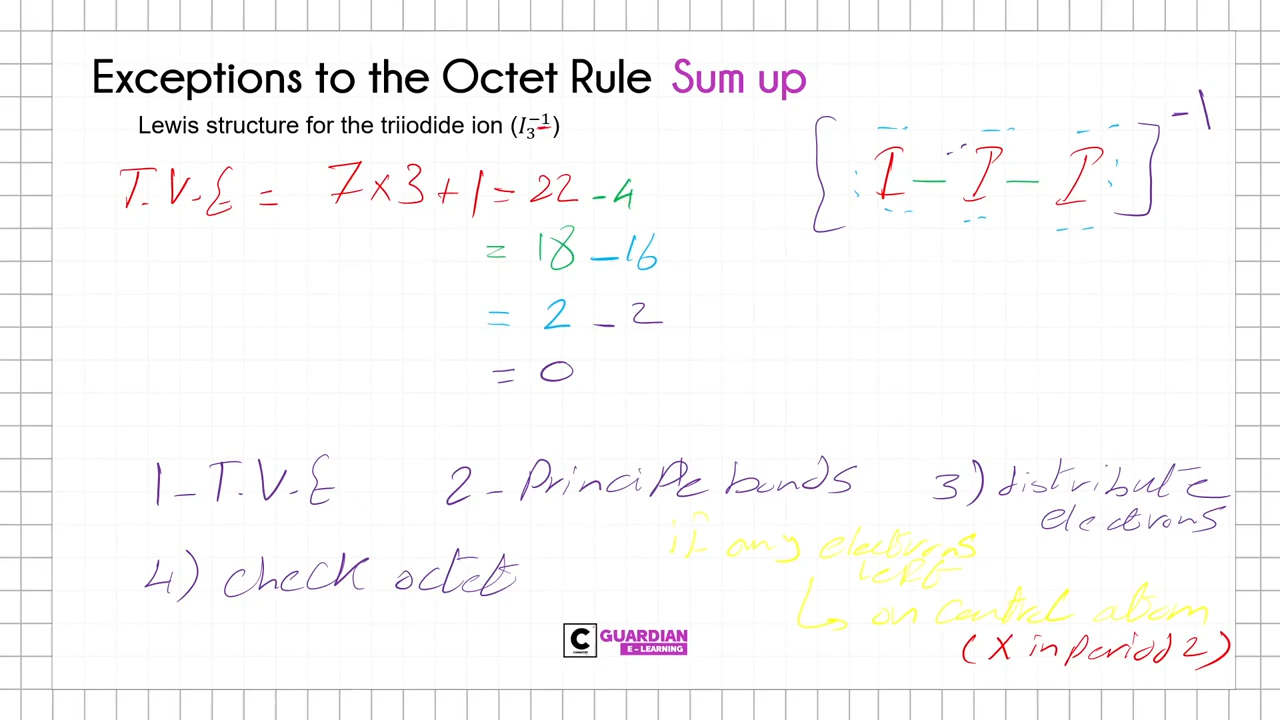 Exceptions to the Octet Rule Sum up
Lewis structure for the triiodide ion (I₃⁻¹)
[I – I – I]⁻¹
T.V.E = 7x3+1 = 22 - 4
= 18 - 16
= 2 - 2
= 0
1 - T.V.E 2 - Principle bonds 3) distribute
electrons
if any electrons
left
4) check octet
↳ on central atom
(X in period 2)
C
GUARDIAN
E - LEARNING